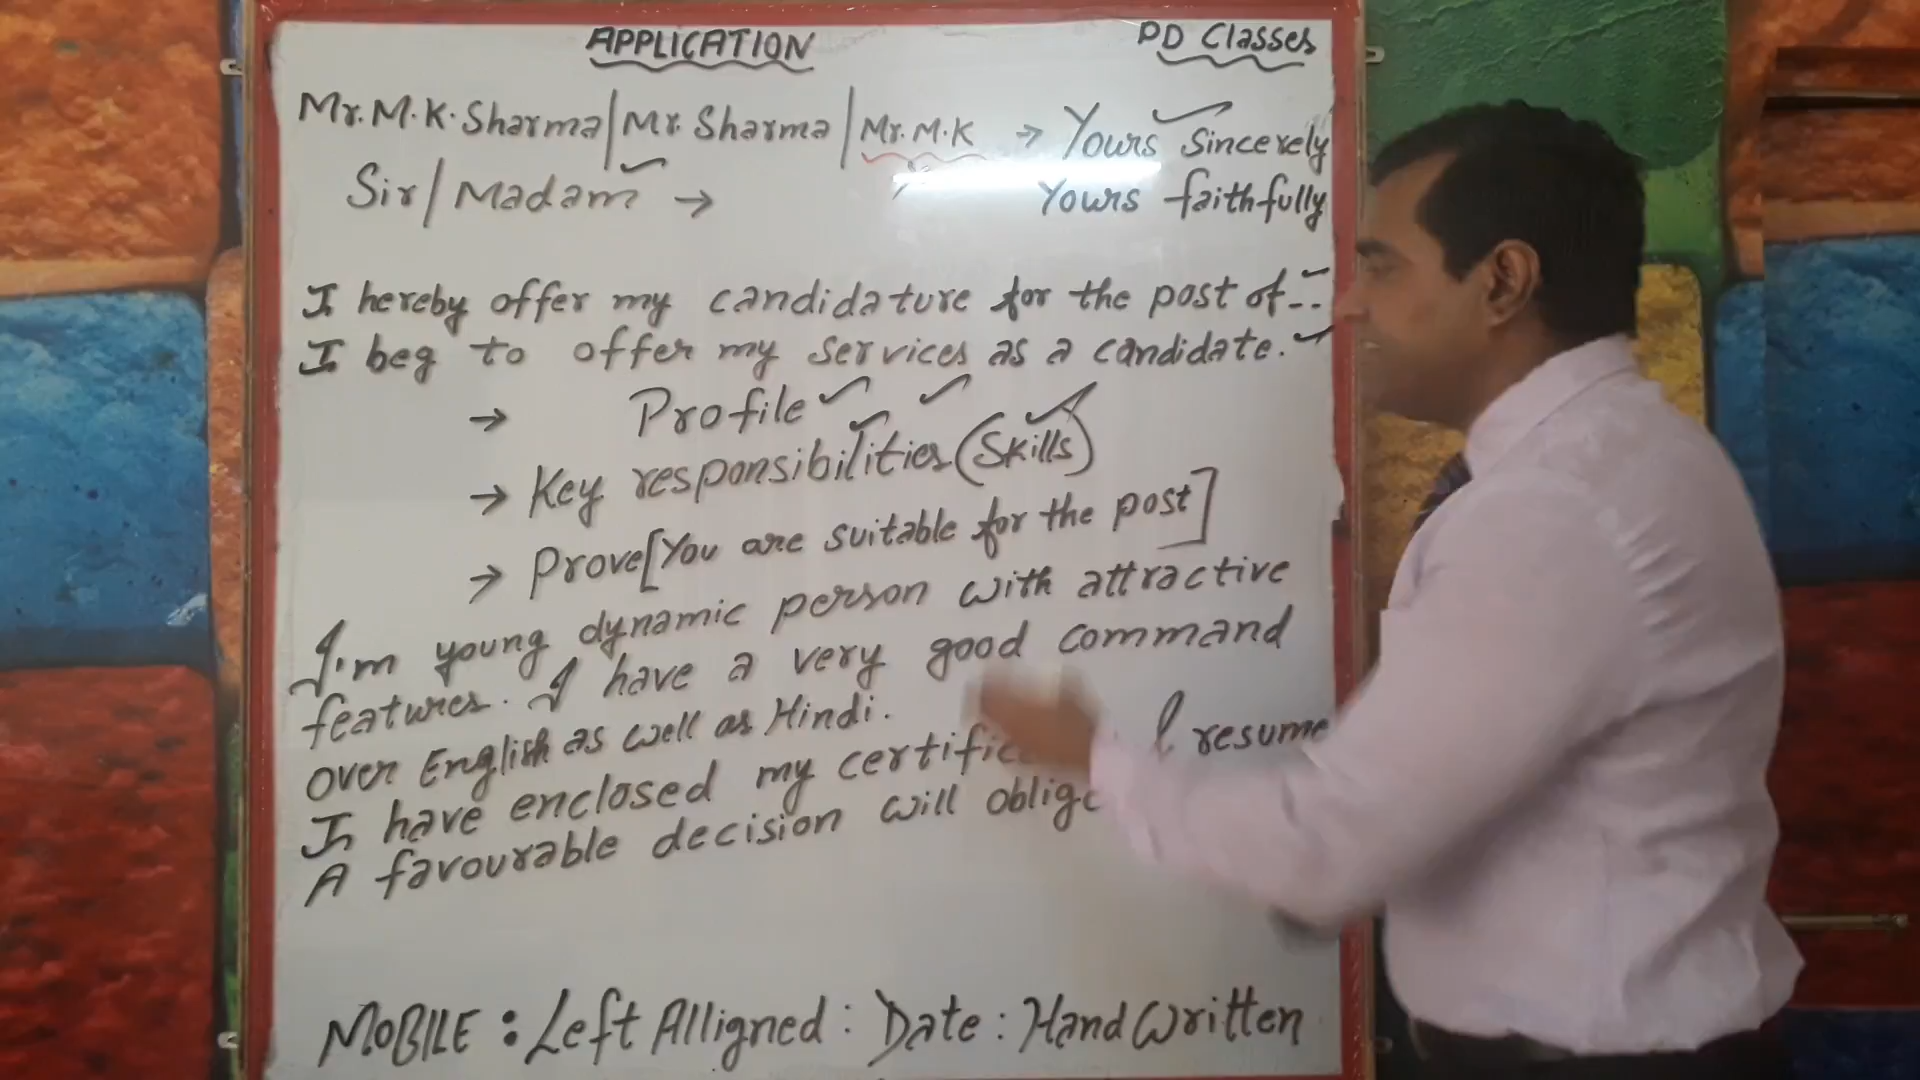 APPLICATION PD Classes
Mr. M.K. Sharma | Mr. Sharma | Mr. M.K → Yours Sincerely
Sir / Madam → Yours faithfully
I hereby offer my candidature for the post of --
I beg to offer my services as a candidate.
→ Profile
→ Key responsibilities (Skills)
→ Prove [You are suitable for the post]
I'm young dynamic person with attractive
features. I have a very good command
over English as well as Hindi.
I have enclosed my resume
A favourable decision will
MOBILE : Left Alligned : Date : Hand Written